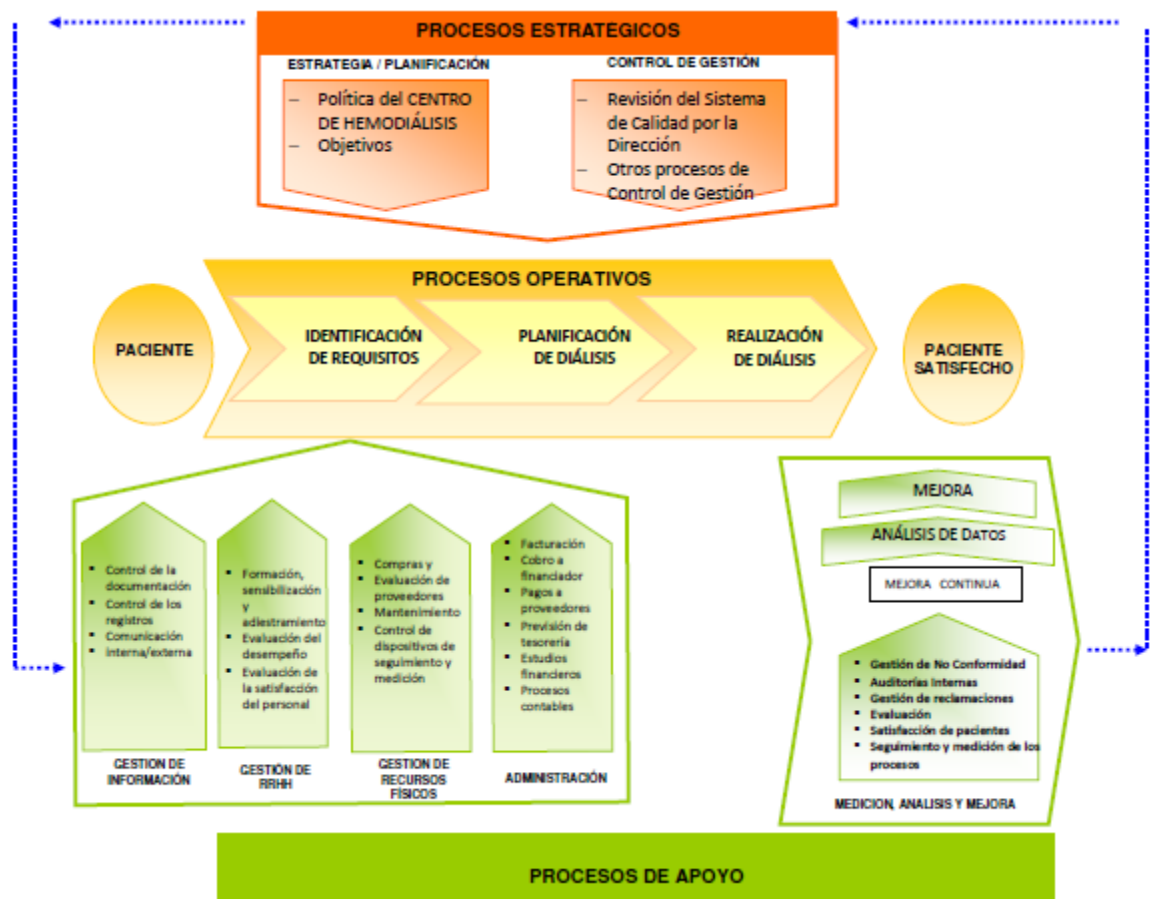 PROCESOS ESTRATEGICOS
ESTRATEGIA / PLANIFICACIÓN
– Política del CENTRO
DE HEMODIÁLISIS
– Objetivos
CONTROL DE GESTIÓN
– Revisión del Sistema
de Calidad por la
Dirección
– Otros procesos de
Control de Gestión
PROCESOS OPERATIVOS
PACIENTE
IDENTIFICACIÓN
DE REQUISITOS
PLANIFICACIÓN
DE DIÁLISIS
REALIZACIÓN
DE DIÁLISIS
PACIENTE
SATISFECHO
▪ Control de la
documentación
▪ Control de los
registros
▪ Comunicación
▪ interna/externa
GESTION DE
INFORMACIÓN
▪ Formación,
sensibilización
y
adiestramiento
▪ Evaluación del
desempeño
▪ Evaluación de
la satisfacción
del personal
GESTIÓN DE
RRHH
▪ Compras y
▪ Evaluación de
proveedores
▪ Mantenimiento
▪ Control de
dispositivos de
seguimiento y
medición
GESTION DE
RECURSOS
FÍSICOS
▪ Facturación
▪ Cobro a
financiador
▪ Pagos a
proveedores
▪ Previsión de
tesorería
▪ Estudios
financieros
▪ Procesos
contables
ADMINISTRACIÓN
MEJORA
ANÁLISIS DE DATOS
MEJORA CONTINUA
▪ Gestión de No Conformidad
▪ Auditorías Internas
▪ Gestión de reclamaciones
▪ Evaluación
▪ Satisfacción de pacientes
▪ Seguimiento y medición de los
procesos
MEDICION, ANALISIS Y MEJORA
PROCESOS DE APOYO